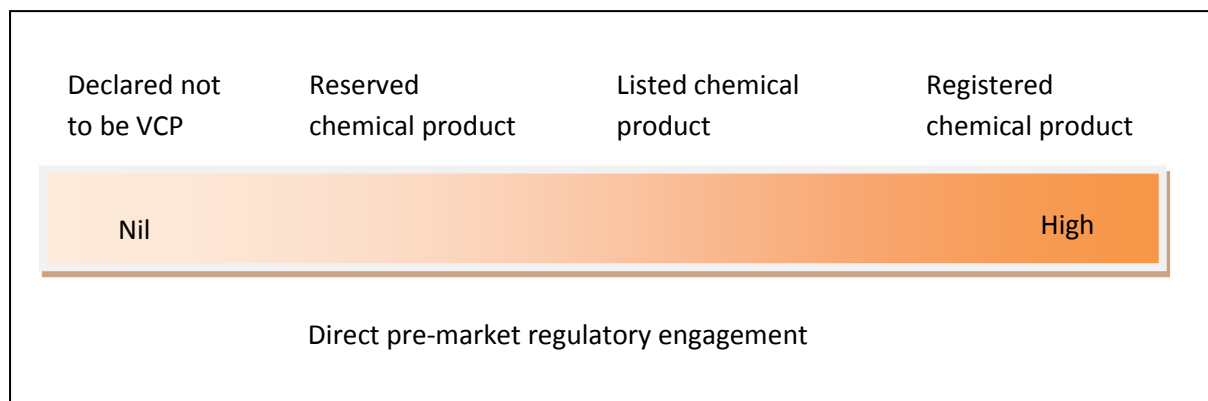 Declared not
to be VCP
Reserved
chemical product
Listed chemical
product
Registered
chemical product
Nil
High
Direct pre-market regulatory engagement